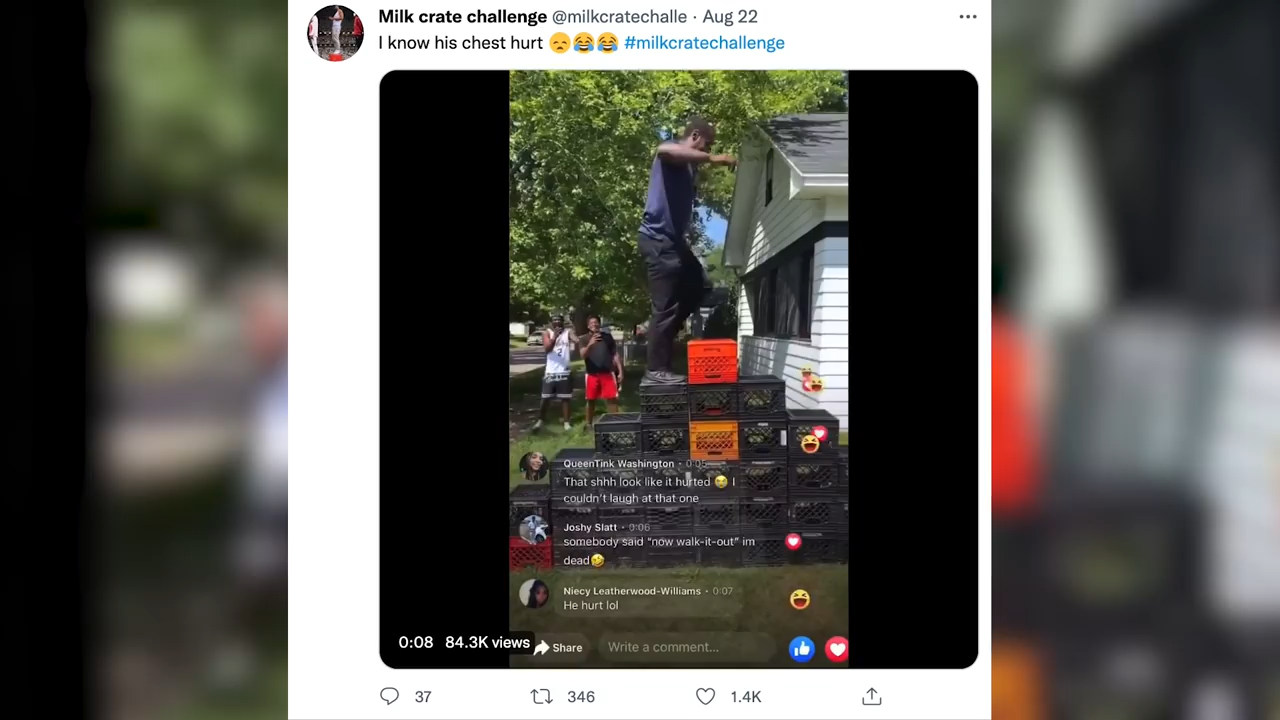 Milk crate challenge @milkcratechalle · Aug 22
I know his chest hurt 😞😂😂 #milkcratechallenge
QueenTink Washington · 0:05
That shhh look like it hurted 😭 I
couldn't laugh at that one
Joshy Slatt · 0:06
somebody said "now walk-it-out" im
dead🤣
Niecy Leatherwood-Williams · 0:07
He hurt lol
0:08 84.3K views Share Write a comment...
37 346 1.4K